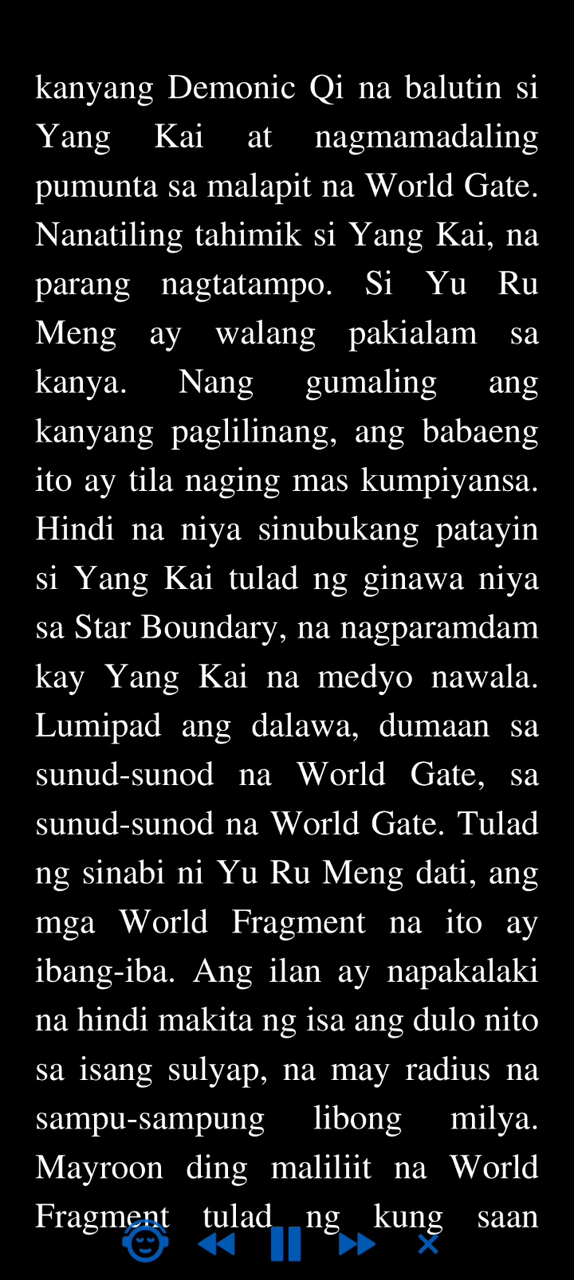 kanyang Demonic Qi na balutin si
Yang Kai at nagmamadaling
pumunta sa malapit na World Gate.
Nanatiling tahimik si Yang Kai, na
parang nagtatampo. Si Yu Ru
Meng ay walang pakialam sa
kanya. Nang gumaling ang
kanyang paglilinang, ang babaeng
ito ay tila naging mas kumpiyansa.
Hindi na niya sinubukang patayin
si Yang Kai tulad ng ginawa niya
sa Star Boundary, na nagparamdam
kay Yang Kai na medyo nawala.
Lumipad ang dalawa, dumaan sa
sunud-sunod na World Gate, sa
sunud-sunod na World Gate. Tulad
ng sinabi ni Yu Ru Meng dati, ang
mga World Fragment na ito ay
ibang-iba. Ang ilan ay napakalaki
na hindi makita ng isa ang dulo nito
sa isang sulyap, na may radius na
sampu-sampung libong milya.
Mayroon ding maliliit na World
Fragment tulad ng kung saan